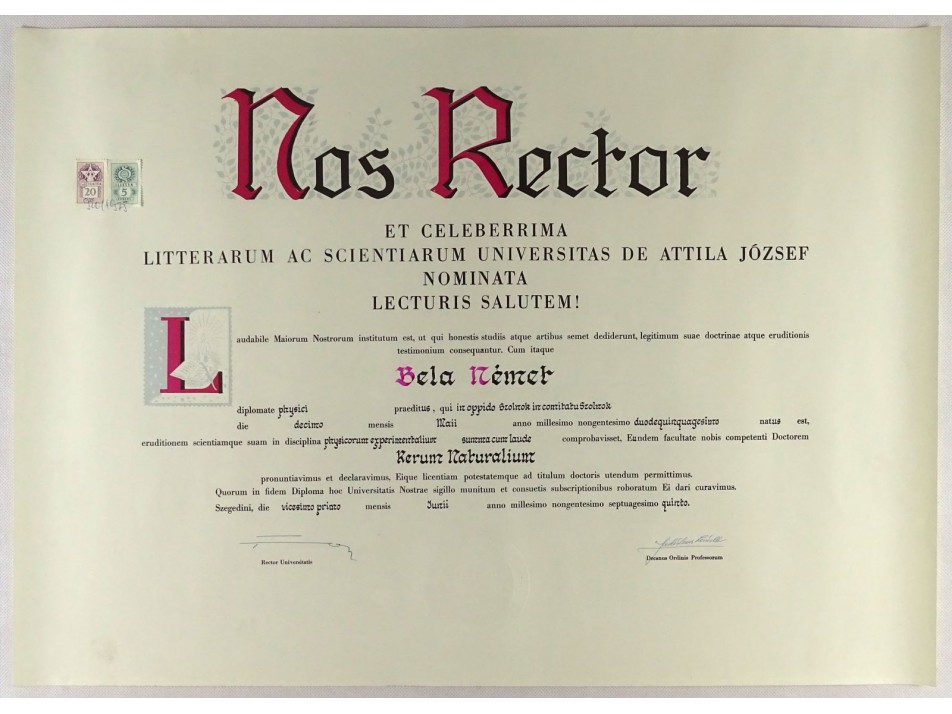 Nos Rector
ET CELEBERRIMA
LITTERARUM AC SCIENTIARUM UNIVERSITAS DE ATTILA JÓZSEF
NOMINATA
LECTURIS SALUTEM!
Laudabile Maiorum Nostrorum institutum est, ut qui honestis studiis atque artibus semet dediderunt, legitimum suae doctrinae atque eruditionis
testimonium consequantur. Cum itaque
Bela Német
diplomate physici praeditus, qui in oppido Szolnok in comitatu Szolnok
die decimo mensis Maii anno millesimo nongentesimo duodequinquagesimo natus est,
eruditionem scientiamque suam in disciplina physicorum experimentalium summa cum laude comprobavisset, Eundem facultate nobis competenti Doctorem
Rerum Naturalium
pronuntiavimus et declaravimus, Eique licentiam potestatemque ad titulum doctoris utendum permittimus.
Quorum in fidem Diploma hoc Universitatis Nostrae sigillo munitum et consuetis subscriptionibus roboratum Ei dari curavimus.
Szegedini, die vicesimo primo mensis Junii anno millesimo nongentesimo septuagesimo quinto.
Rector Universitatis
Decanus Ordinis Professorum
20
5